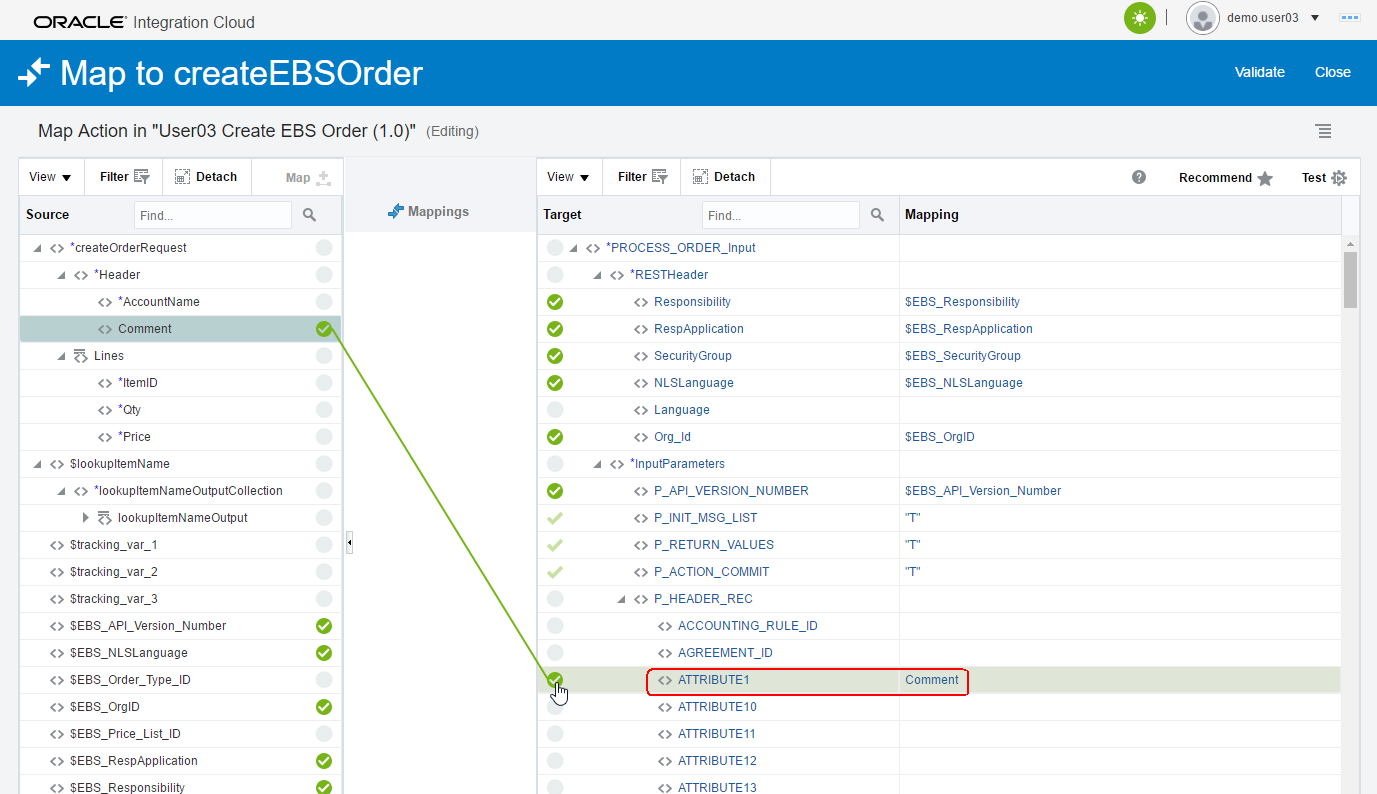 ORACLE® Integration Cloud demo.user03
Map to createEBSOrder Validate Close
Map Action in "User03 Create EBS Order (1.0)" (Editing)
View Filter Detach Map
Source Find...
*createOrderRequest
*Header
*AccountName
Comment
Lines
*ItemID
*Qty
*Price
$lookupItemName
*lookupItemNameOutputCollection
lookupItemNameOutput
$tracking_var_1
$tracking_var_2
$tracking_var_3
$EBS_API_Version_Number
$EBS_NLSLanguage
$EBS_Order_Type_ID
$EBS_OrgID
$EBS_Price_List_ID
$EBS_RespApplication
$EBS_Responsibility
Mappings
View Filter Detach ? Recommend Test
Target Find... Mapping
*PROCESS_ORDER_Input
*RESTHeader
Responsibility $EBS_Responsibility
RespApplication $EBS_RespApplication
SecurityGroup $EBS_SecurityGroup
NLSLanguage $EBS_NLSLanguage
Language
Org_Id $EBS_OrgID
*InputParameters
P_API_VERSION_NUMBER $EBS_API_Version_Number
P_INIT_MSG_LIST "T"
P_RETURN_VALUES "T"
P_ACTION_COMMIT "T"
P_HEADER_REC
ACCOUNTING_RULE_ID
AGREEMENT_ID
ATTRIBUTE1 Comment
ATTRIBUTE10
ATTRIBUTE11
ATTRIBUTE12
ATTRIBUTE13